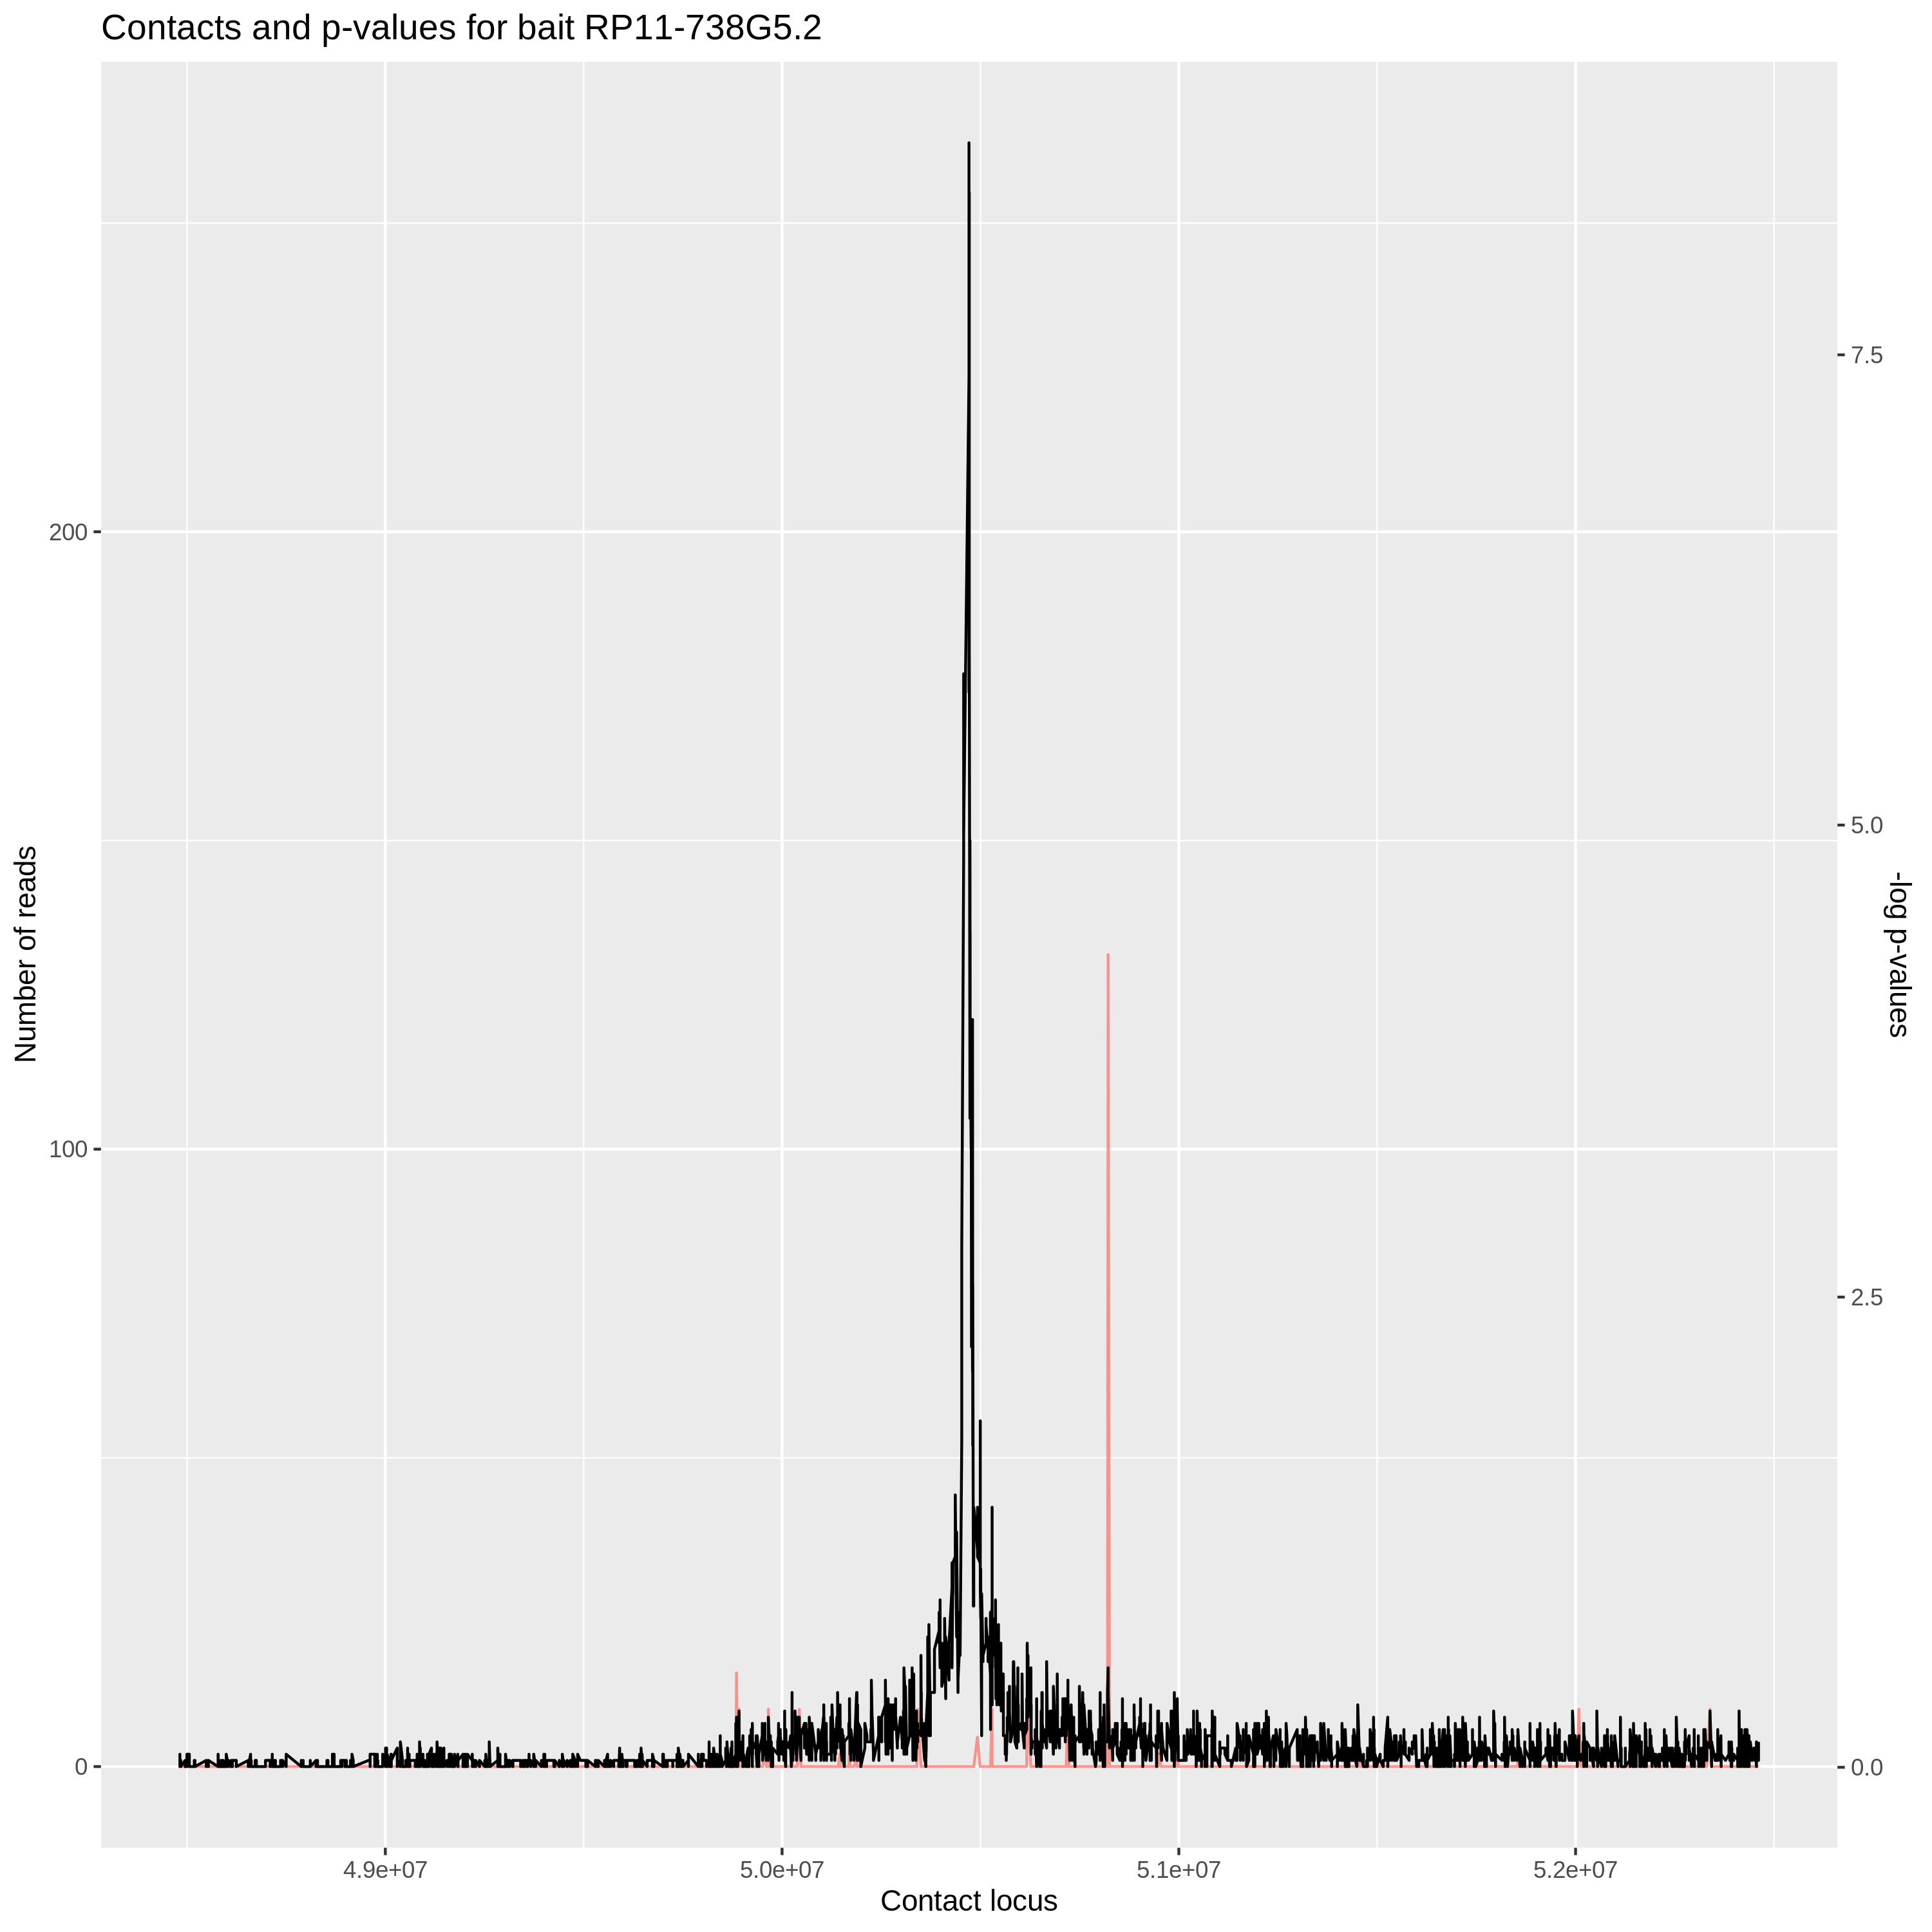 Contacts and p-values for bait RP11-738G5.2
Number of reads
200
100
0
7.5
5.0
2.5
0.0
-log p-values
4.9e+07
5.0e+07
5.1e+07
5.2e+07
Contact locus